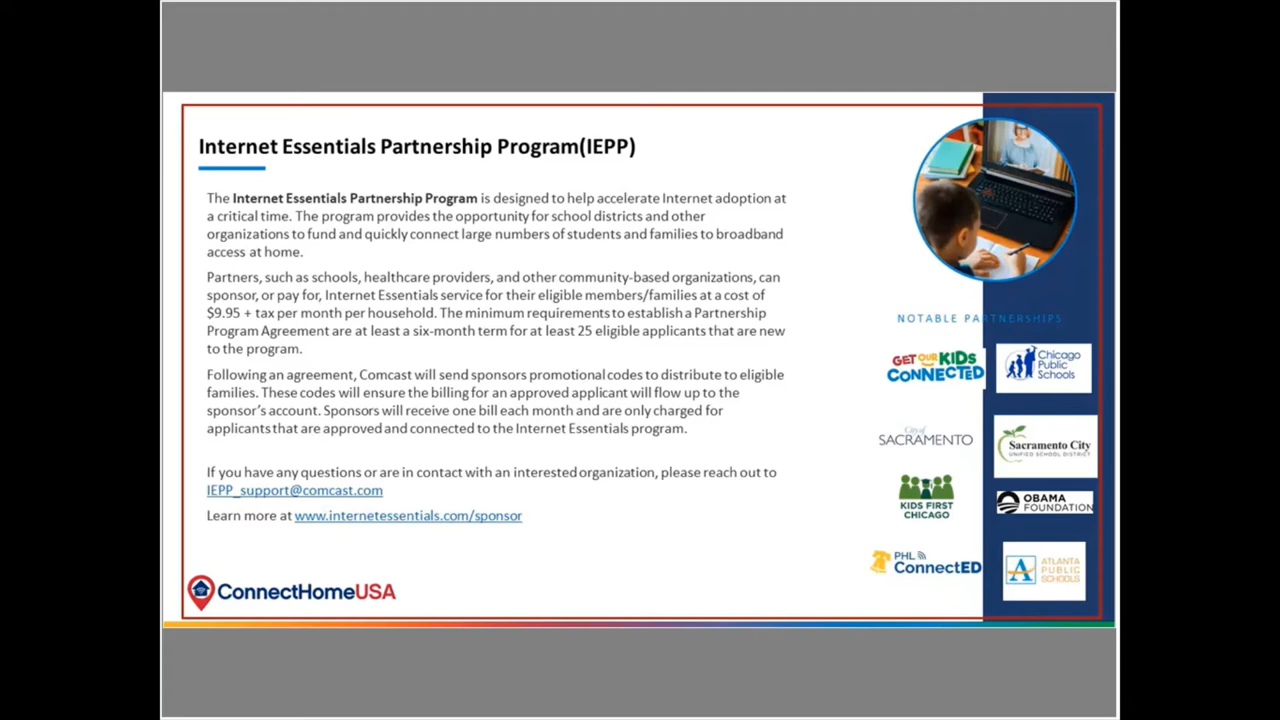 Internet Essentials Partnership Program(IEPP)
The Internet Essentials Partnership Program is designed to help accelerate Internet adoption at
a critical time. The program provides the opportunity for school districts and other
organizations to fund and quickly connect large numbers of students and families to broadband
access at home.
Partners, such as schools, healthcare providers, and other community-based organizations, can
sponsor, or pay for, Internet Essentials service for their eligible members/families at a cost of
$9.95 + tax per month per household. The minimum requirements to establish a Partnership
Program Agreement are at least a six-month term for at least 25 eligible applicants that are new
to the program.
Following an agreement, Comcast will send sponsors promotional codes to distribute to eligible
families. These codes will ensure the billing for an approved applicant will flow up to the
sponsor's account. Sponsors will receive one bill each month and are only charged for
applicants that are approved and connected to the Internet Essentials program.
If you have any questions or are in contact with an interested organization, please reach out to
IEPP_support@comcast.com
Learn more at www.internetessentials.com/sponsor
ConnectHomeUSA
NOTABLE PARTNERSHIPS
GET OUR KIDS
CONNECTED
Chicago
Public
Schools
City of
SACRAMENTO
Sacramento City
UNIFIED SCHOOL DISTRICT
KIDS FIRST
CHICAGO
OBAMA
FOUNDATION
PHL
ConnectED
A
ATLANTA
PUBLIC
SCHOOLS